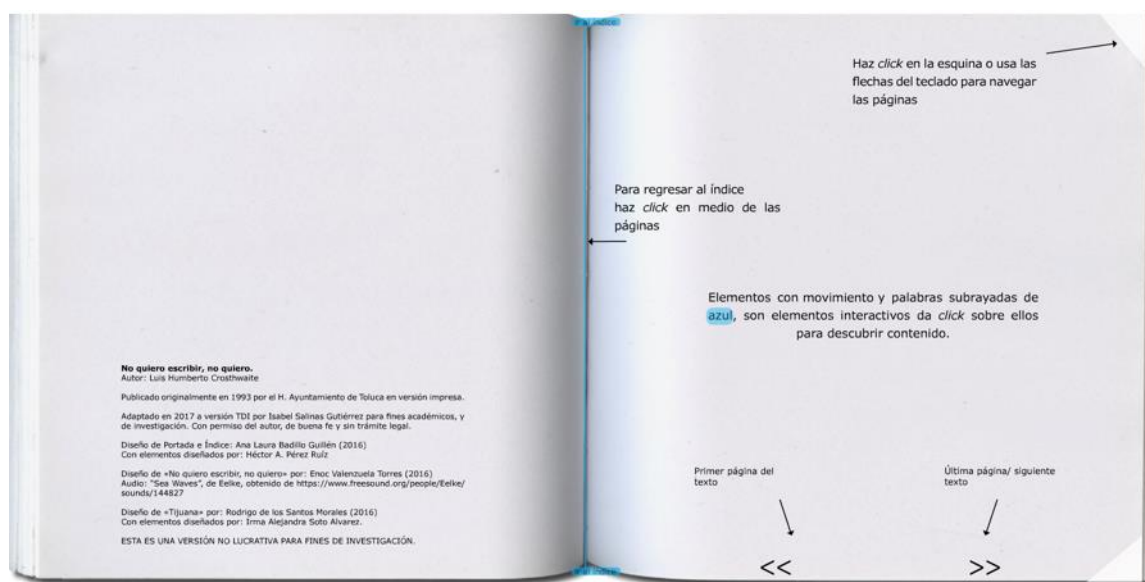 al índice
No quiero escribir, no quiero.
Autor: Luis Humberto Crosthwaite
Publicado originalmente en 1993 por el H. Ayuntamiento de Toluca en versión impresa.
Adaptado en 2017 a versión TDI por Isabel Salinas Gutiérrez para fines académicos, y
de investigación. Con permiso del autor, de buena fe y sin trámite legal.
Diseño de Portada e Índice: Ana Laura Badillo Guillén (2016)
Con elementos diseñados por: Héctor A. Pérez Ruíz
Diseño de «No quiero escribir, no quiero» por: Enoc Valenzuela Torres (2016)
Audio: "Sea Waves", de Eelke, obtenido de https://www.freesound.org/people/Eelke/
sounds/144827
Diseño de «Tijuana» por: Rodrigo de los Santos Morales (2016)
Con elementos diseñados por: Irma Alejandra Soto Alvarez.
ESTA ES UNA VERSIÓN NO LUCRATIVA PARA FINES DE INVESTIGACIÓN.
Haz click en la esquina o usa las
flechas del teclado para navegar
las páginas
Para regresar al índice
haz click en medio de las
páginas
Elementos con movimiento y palabras subrayadas de
azul, son elementos interactivos da click sobre ellos
para descubrir contenido.
Primer página del
texto
Última página/ siguiente
texto
<<
>>
al índice